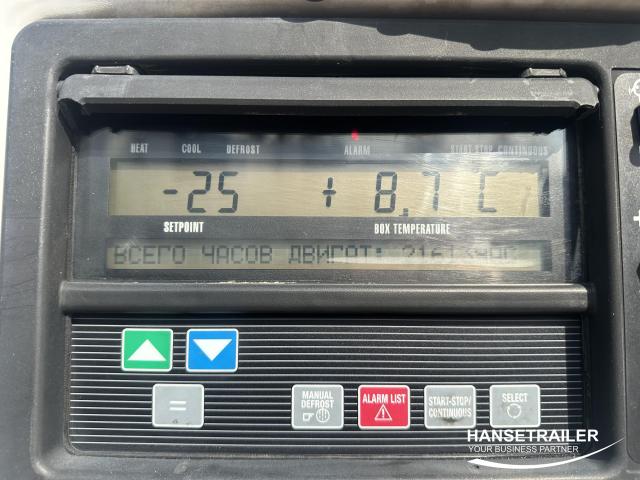 HEAT COOL DEFROST ALARM START-STOP CONTINUOUS
-25 + 8.7 C
SETPOINT BOX TEMPERATURE
ВСЕГО ЧАСОВ ДВИГАТ:
MANUAL DEFROST
ALARM LIST
START-STOP/ CONTINUOUS
SELECT
=
HANSETRAILER
YOUR BUSINESS PARTNER